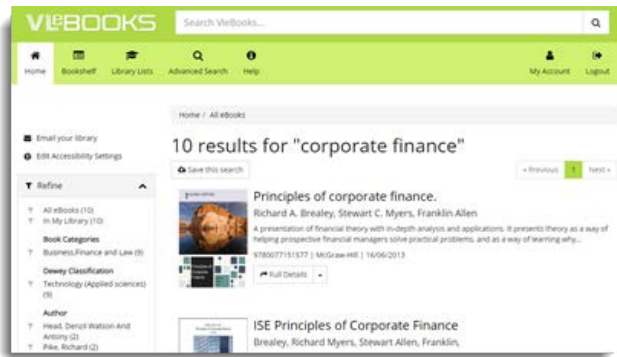 VLeBOOKS
Search VleBooks...
Home Bookshelf Library Lists Advanced Search Help My Account Logout
Home / All eBooks
Email your library
Edit Accessibility Settings
10 results for "corporate finance"
Save this search
« Previous 1 Next »
Refine
All eBooks (10)
In My Library (10)
Book Categories
Business,Finance and Law (9)
Dewey Classification
Technology (Applied sciences)
(9)
Author
Head, Denzil Watson And
Antony (2)
Pike, Richard (2)
Principles of corporate finance.
Richard A. Brealey, Stewart C. Myers, Franklin Allen
A presentation of financial theory with in-depth analysis and applications. It presents theory as a way of
helping prospective financial managers solve practical problems, and as a way of learning why...
9780077151577 | McGraw-Hill | 16/06/2013
Full Details
ISE Principles of Corporate Finance
Brealey, Richard Myers, Stewart Allen, Franklin,